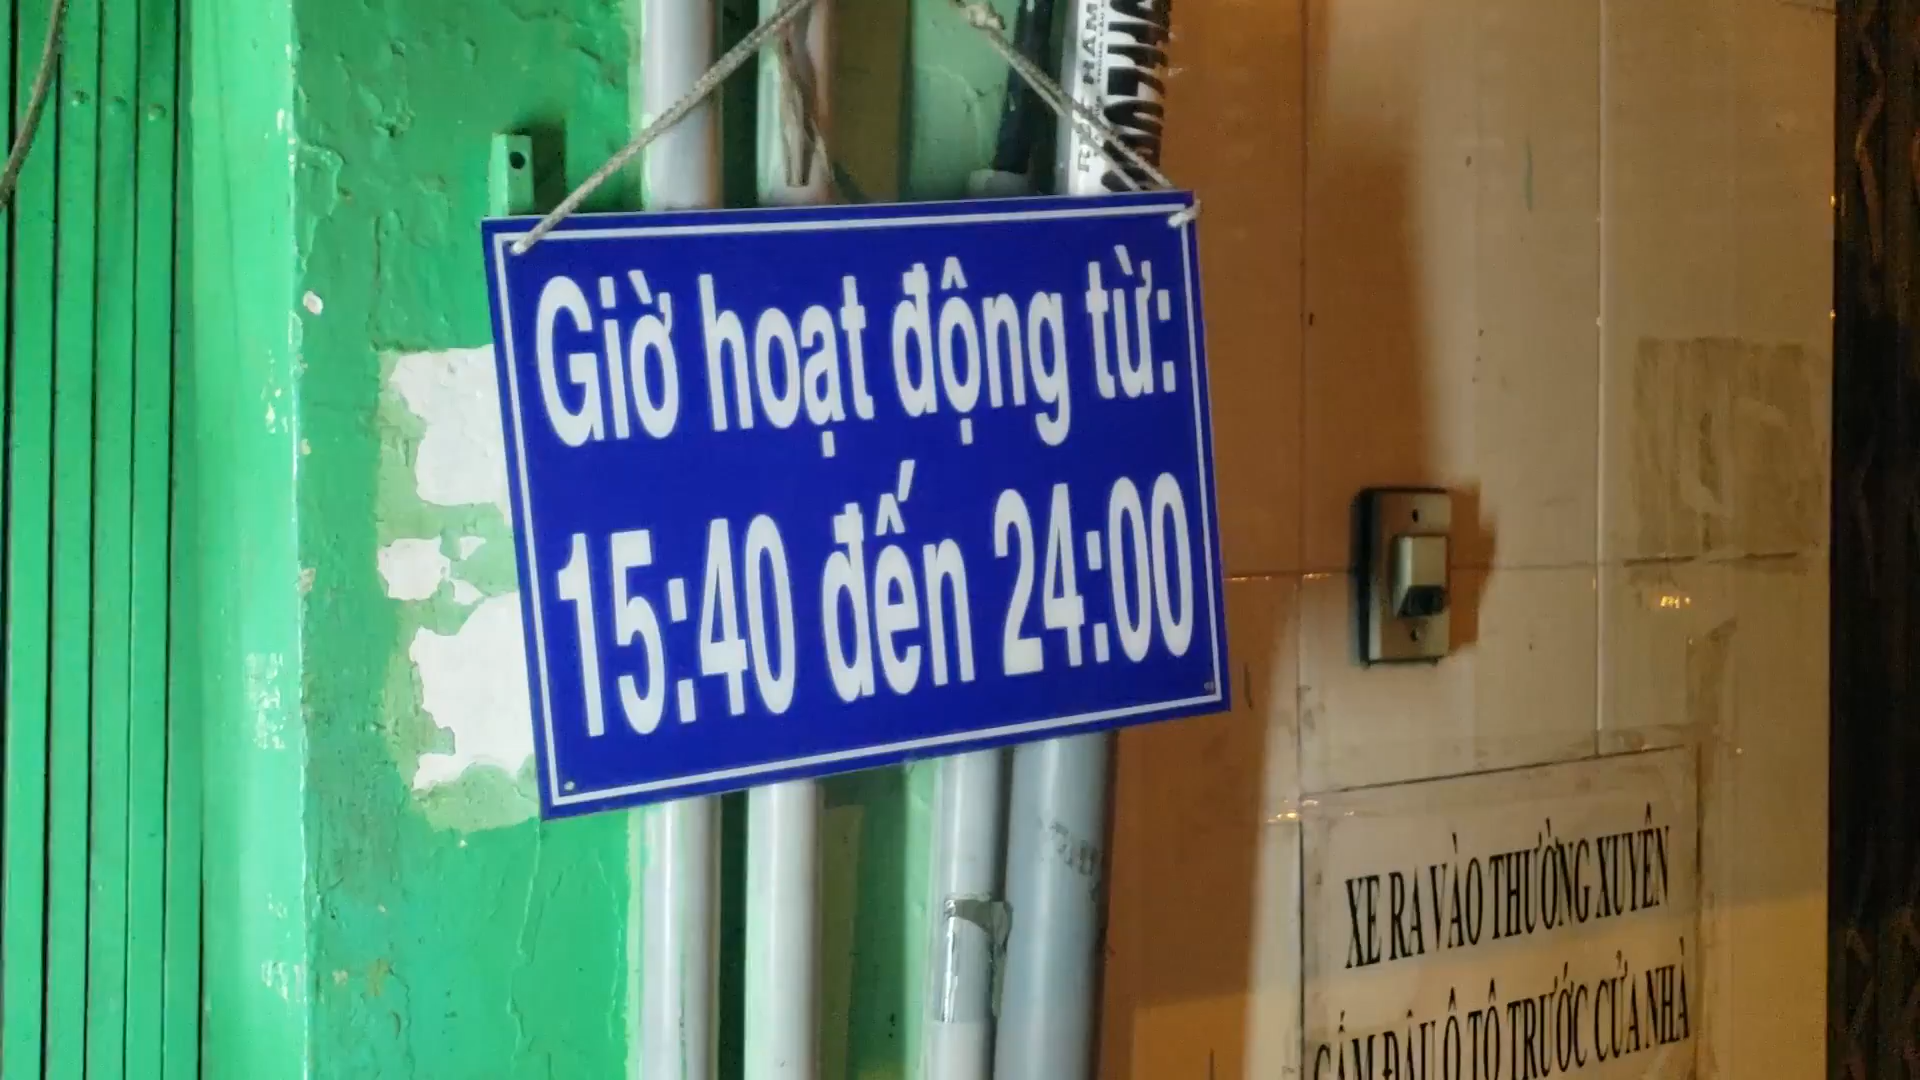 Giờ hoạt động từ:
15:40 đến 24:00
XE RA VÀO THƯỜNG XUYÊN
CẤM ĐẬU Ô TÔ TRƯỚC CỬA NHÀ